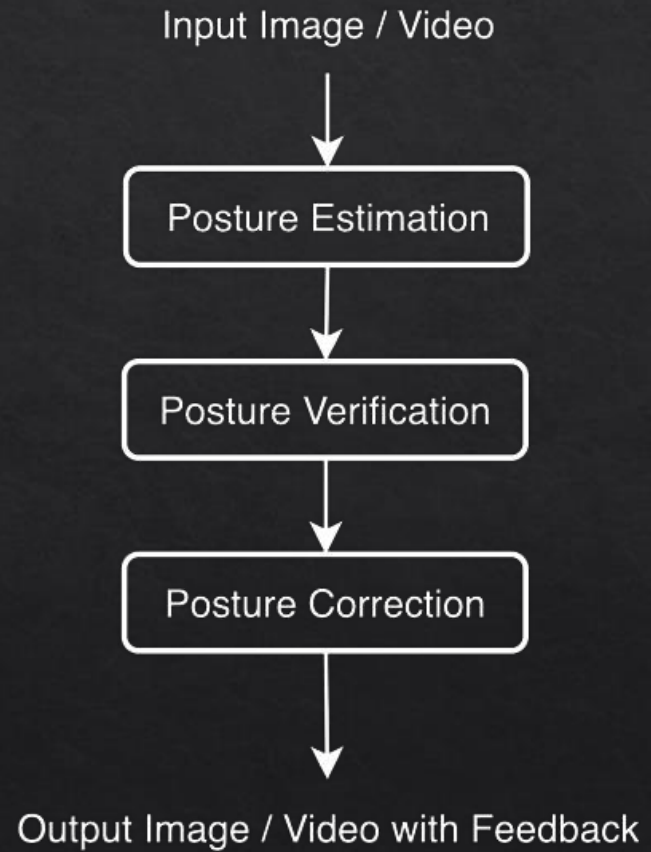 Input Image / Video
Posture Estimation
Posture Verification
Posture Correction
Output Image / Video with Feedback